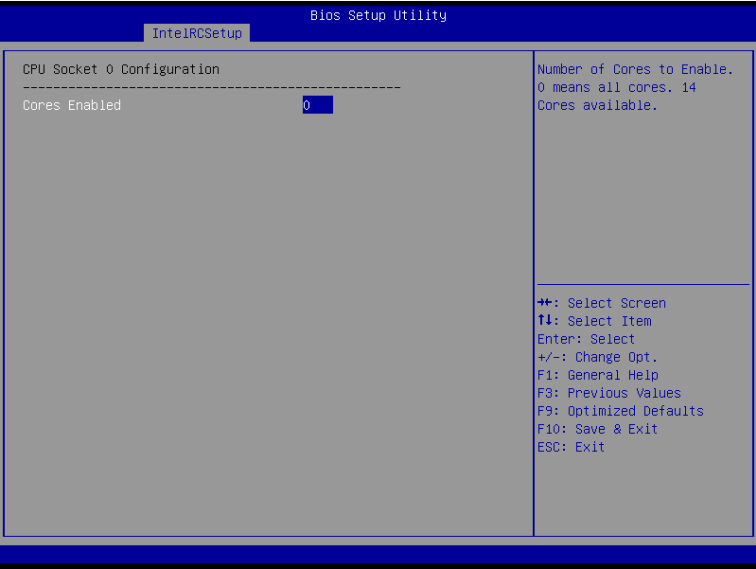 Bios Setup Utility
IntelRCSetup
CPU Socket 0 Configuration
--------------------------------------------------
Cores Enabled 0
Number of Cores to Enable.
0 means all cores. 14
Cores available.
→←: Select Screen
↑↓: Select Item
Enter: Select
+/-: Change Opt.
F1: General Help
F3: Previous Values
F9: Optimized Defaults
F10: Save & Exit
ESC: Exit